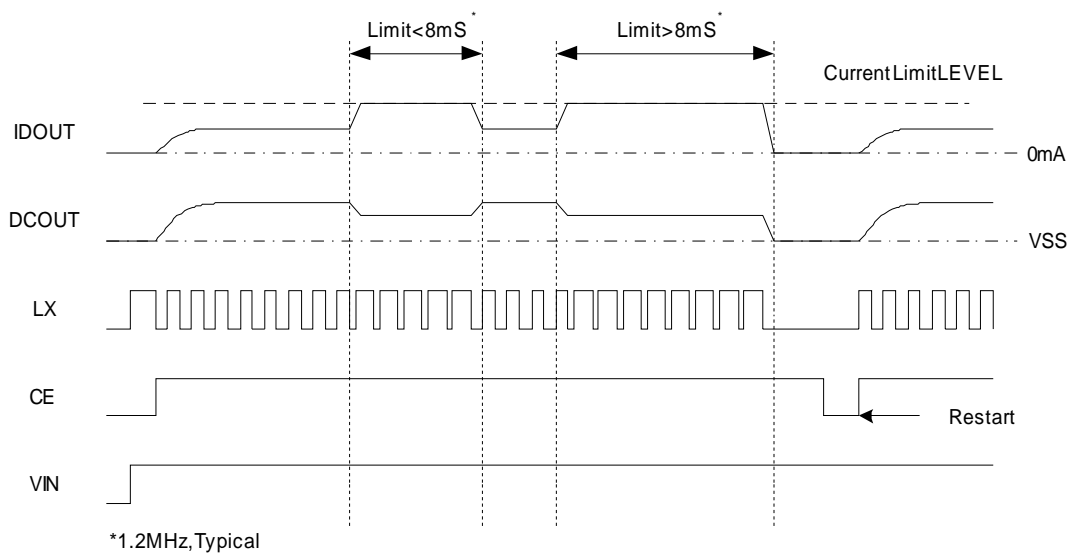 Limit<8mS*
Limit>8mS*
CurrentLimitLEVEL
IDOUT
0mA
DCOUT
VSS
LX
CE
Restart
VIN
*1.2MHz,Typical